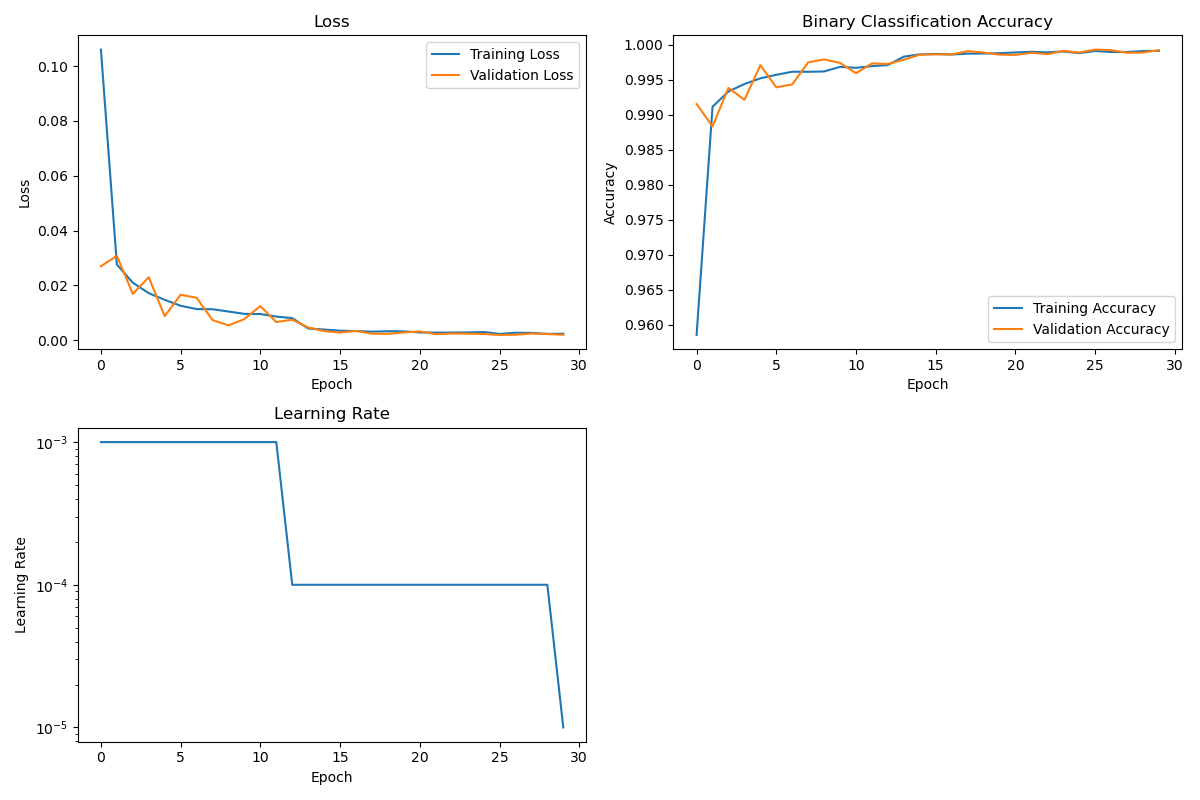 Loss
Training Loss
Validation Loss
0.10
0.08
0.06
0.04
0.02
0.00
Loss
0 5 10 15 20 25 30
Epoch
Binary Classification Accuracy
1.000
0.995
0.990
0.985
0.980
0.975
0.970
0.965
0.960
Accuracy
Training Accuracy
Validation Accuracy
0 5 10 15 20 25 30
Epoch
Learning Rate
10⁻³
10⁻⁴
10⁻⁵
Learning Rate
0 5 10 15 20 25 30
Epoch